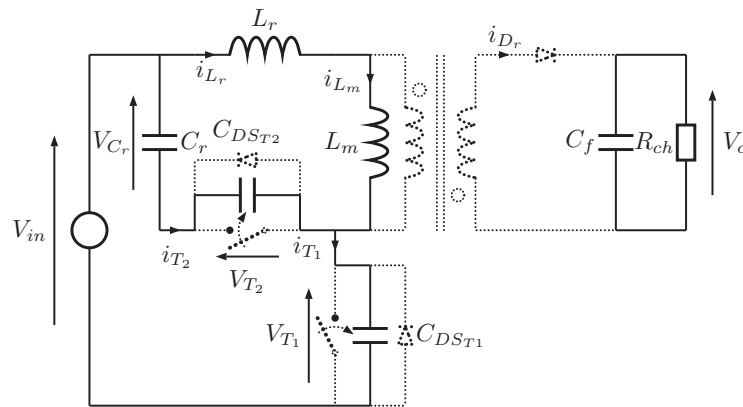 L_r
i_{D_r}
i_{L_r}
i_{L_m}
V_{C_r}
C_r
C_{DS_{T2}}
L_m
C_f
R_{ch}
V_o
V_{in}
i_{T_2}
i_{T_1}
V_{T_2}
V_{T_1}
C_{DS_{T1}}